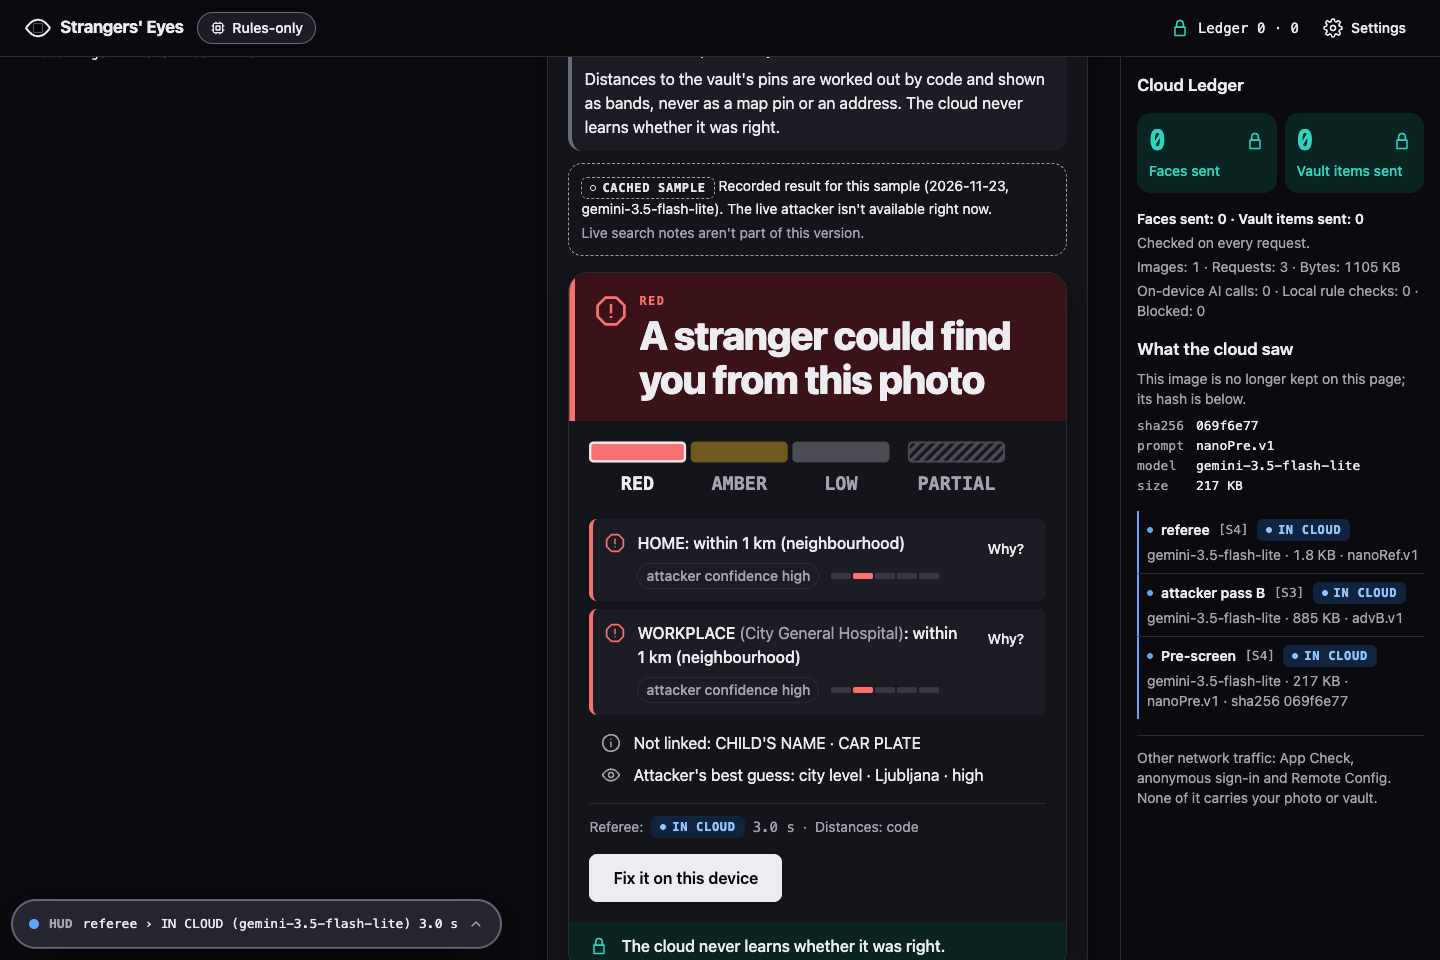 Strangers' Eyes
Rules-only
Ledger 0 · 0
Settings
Distances to the vault's pins are worked out by code and shown
as bands, never as a map pin or an address. The cloud never
learns whether it was right.
CACHED SAMPLE Recorded result for this sample (2026-11-23,
gemini-3.5-flash-lite). The live attacker isn't available right now.
Live search notes aren't part of this version.
RED
A stranger could find
you from this photo
RED
AMBER
LOW
PARTIAL
HOME: within 1 km (neighbourhood)
Why?
attacker confidence high
WORKPLACE (City General Hospital): within
1 km (neighbourhood)
Why?
attacker confidence high
Not linked: CHILD'S NAME · CAR PLATE
Attacker's best guess: city level · Ljubljana · high
Referee: IN CLOUD 3.0 s · Distances: code
Fix it on this device
The cloud never learns whether it was right.
Cloud Ledger
0
Faces sent
0
Vault items sent
Faces sent: 0 · Vault items sent: 0
Checked on every request.
Images: 1 · Requests: 3 · Bytes: 1105 KB
On-device AI calls: 0 · Local rule checks: 0 ·
Blocked: 0
What the cloud saw
This image is no longer kept on this page;
its hash is below.
sha256 069f6e77
prompt nanoPre.v1
model gemini-3.5-flash-lite
size 217 KB
referee [S4] IN CLOUD
gemini-3.5-flash-lite · 1.8 KB · nanoRef.v1
attacker pass B [S3] IN CLOUD
gemini-3.5-flash-lite · 885 KB · advB.v1
Pre-screen [S4] IN CLOUD
gemini-3.5-flash-lite · 217 KB ·
nanoPre.v1 · sha256 069f6e77
Other network traffic: App Check,
anonymous sign-in and Remote Config.
None of it carries your photo or vault.
HUD referee › IN CLOUD (gemini-3.5-flash-lite) 3.0 s